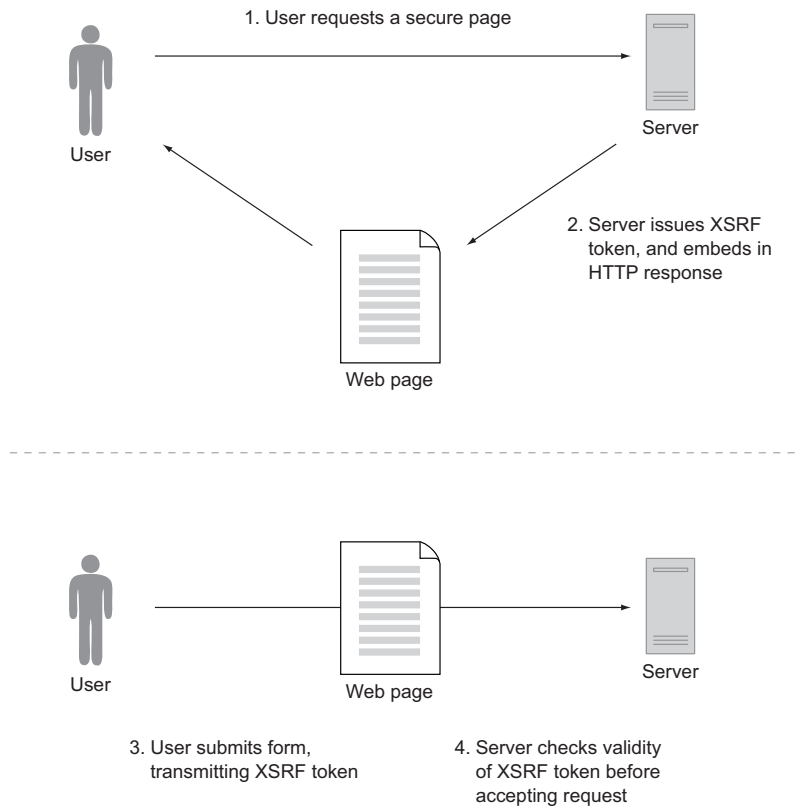 1. User requests a secure page
User
Server
2. Server issues XSRF
token, and embeds in
HTTP response
Web page
User
Web page
Server
3. User submits form,
transmitting XSRF token
4. Server checks validity
of XSRF token before
accepting request